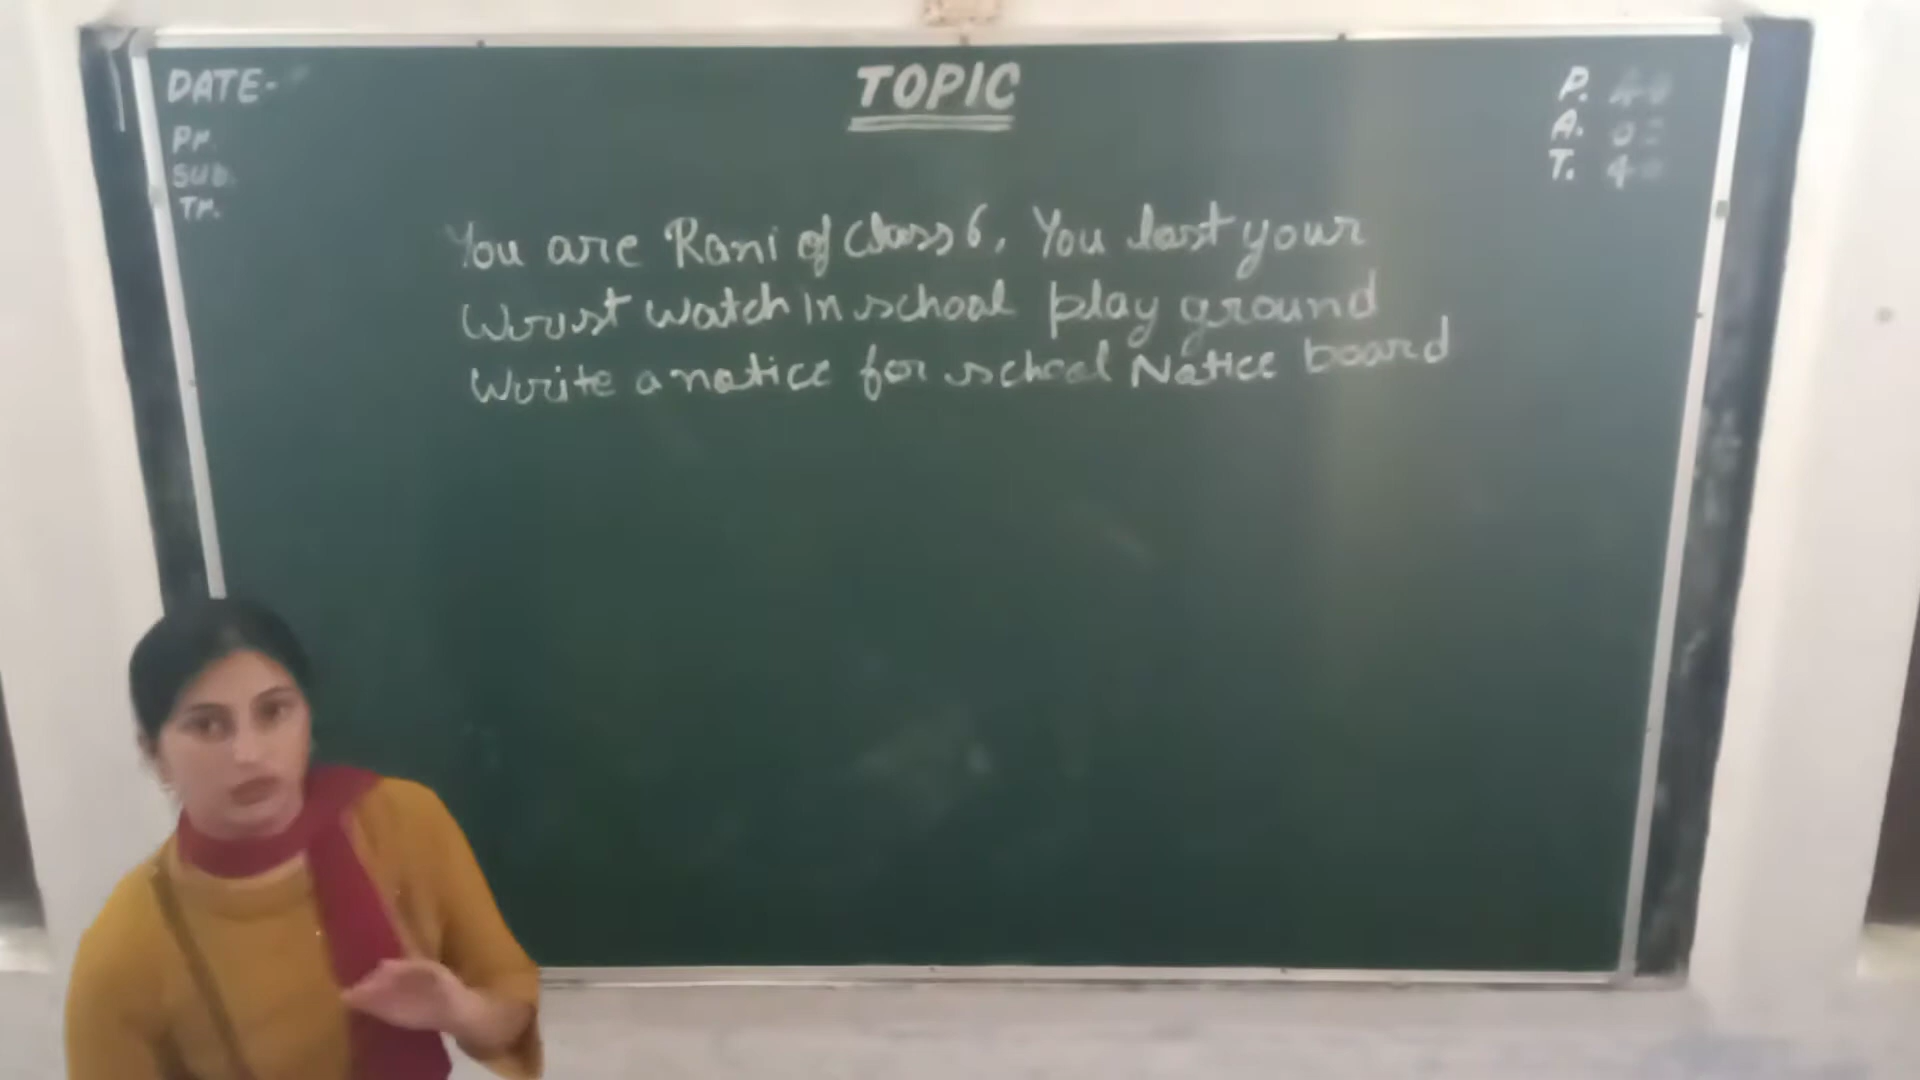 TOPIC
DATE-
Pr.
SUB.
Tr.
P.
A.
T.
You are Rani of class 6. You lost your
Wrist watch in school play ground
Write a notice for school Notice board